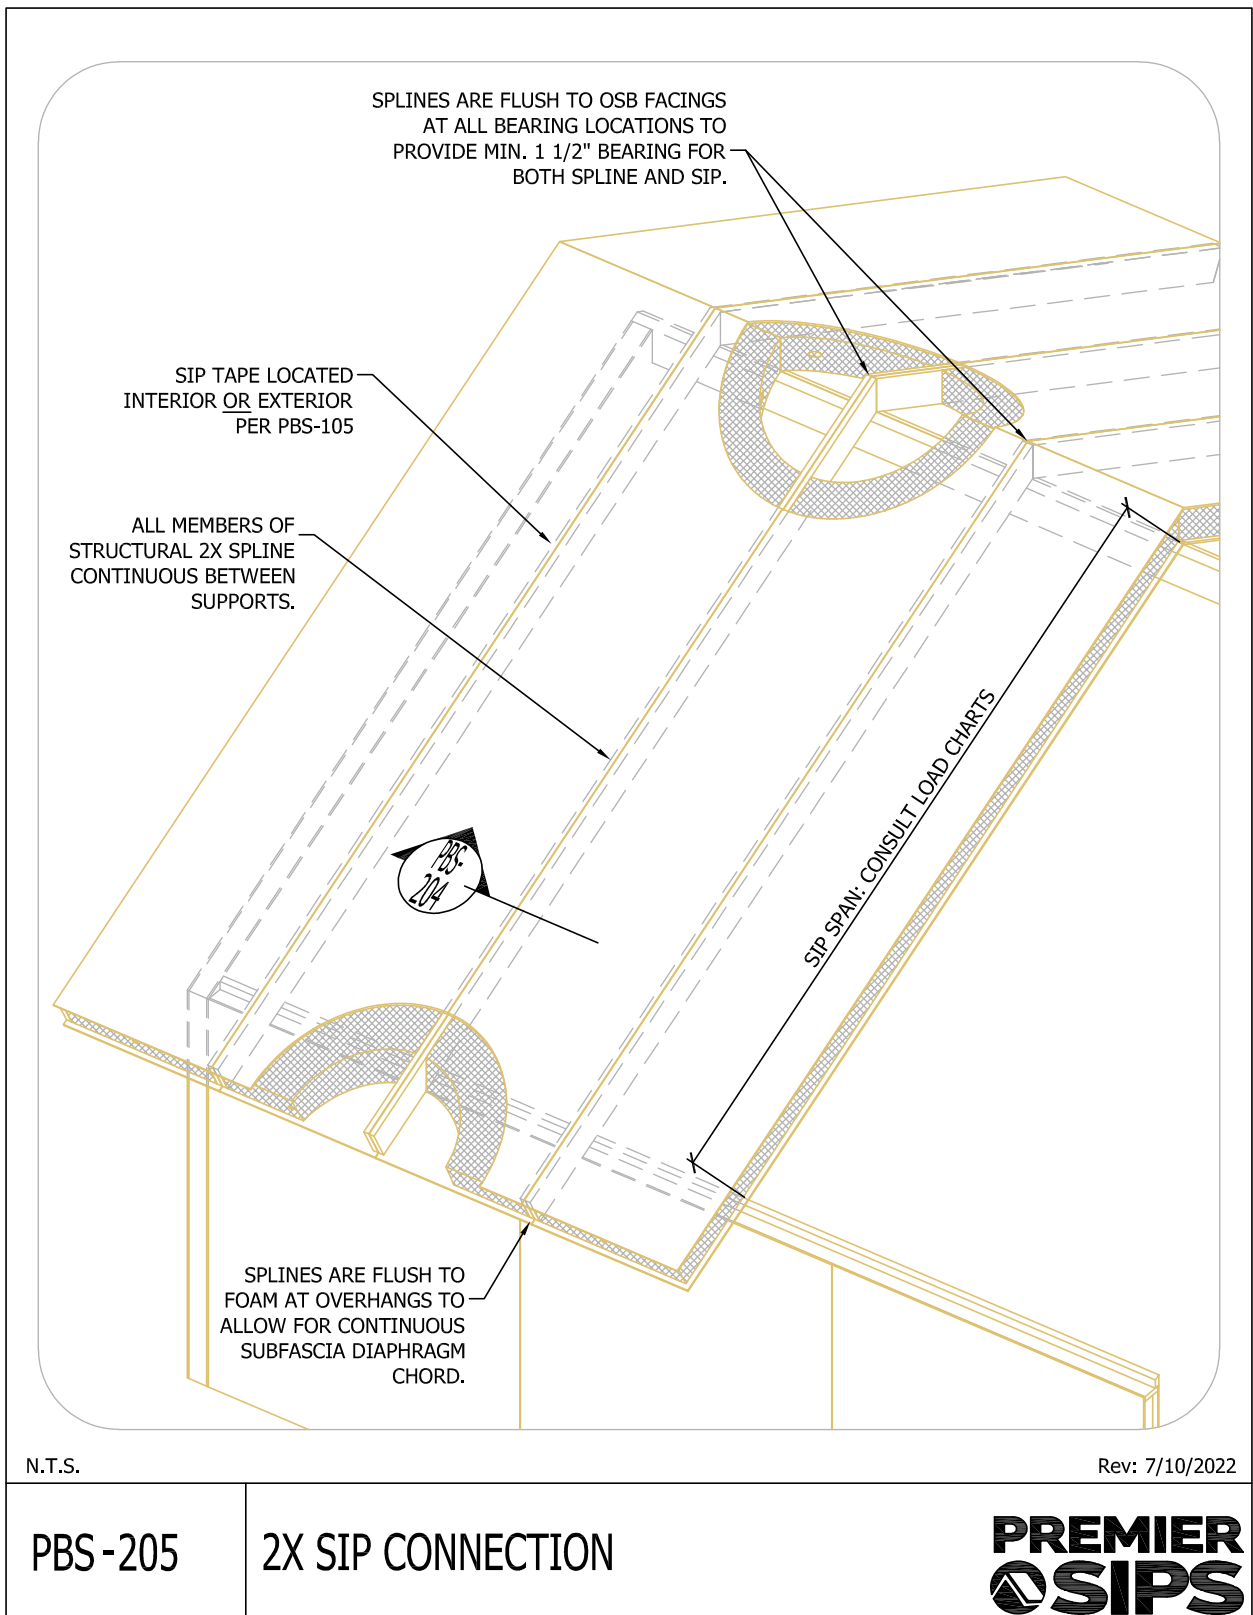 SPLINES ARE FLUSH TO OSB FACINGS
AT ALL BEARING LOCATIONS TO
PROVIDE MIN. 1 1/2" BEARING FOR
BOTH SPLINE AND SIP.
SIP TAPE LOCATED
INTERIOR OR EXTERIOR
PER PBS-105
ALL MEMBERS OF
STRUCTURAL 2X SPLINE
CONTINUOUS BETWEEN
SUPPORTS.
SIP SPAN: CONSULT LOAD CHARTS
PBS-
204
SPLINES ARE FLUSH TO
FOAM AT OVERHANGS TO
ALLOW FOR CONTINUOUS
SUBFASCIA DIAPHRAGM
CHORD.
N.T.S.
Rev: 7/10/2022
PBS-205
2X SIP CONNECTION
PREMIER
SIPS